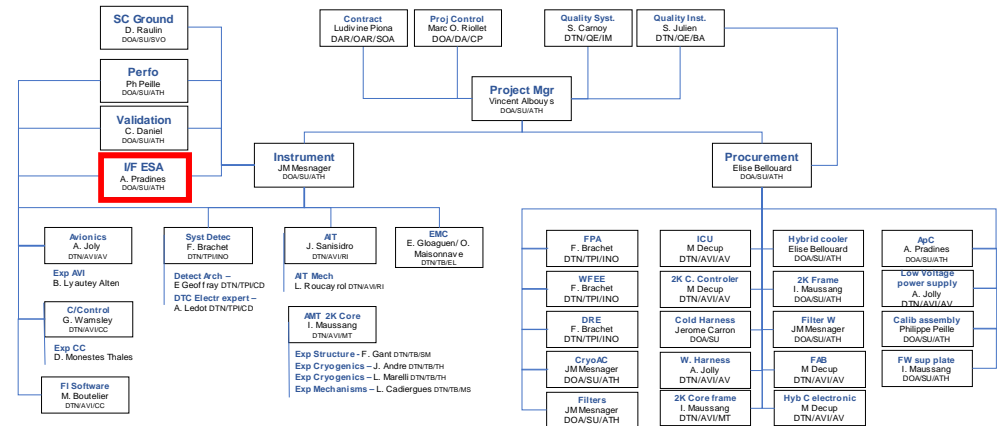 SC Ground
D. Raulin
DOA/SU/SVO
Contract
Ludivine Piona
DAR/OAR/SOA
Proj Control
Marc O. Riollet
DOA/DA/CP
Quality Syst.
S. Carnoy
DTN/QE/IM
Quality Inst.
S. Julien
DTN/QE/BA
Perfo
Ph Peille
DOA/SU/ATH
Project Mgr
Vincent Albouys
DOA/SU/ATH
Validation
C. Daniel
DOA/SU/ATH
I/F ESA
A. Pradines
DOA/SU/ATH
Instrument
JM Mesnager
DOA/SU/ATH
Procurement
Elise Bellouard
DOA/SU/ATH
Avionics
A. Joly
DTN/AVI/AV
Exp AVI
B. Lyautey Alten
C/Control
G. Wamsley
DTN/AVI/CC
Exp CC
D. Monestes Thales
Fl Software
M. Boutelier
DTN/AVI/CC
Syst Detec
F. Brachet
DTN/TPI/INO
Detect Arch –
E Geoffray DTN/TPI/CD
DTC Electr expert –
A. Ledot DTN/TPI/CD
AIT
J. Sanisidro
DTN/AVI/RI
AIT Mech
L. Roucayrol DTN/AVI/RI
AMT 2K Core
I. Maussang
DTN/AVI/MT
Exp Structure - F. Gant DTN/TB/SM
Exp Cryogenics – J. Andre DTN/TB/TH
Exp Cryogenics – L. Marelli DTN/TB/TH
Exp Mechanisms – L. Cadiergues DTN/TB/MS
EMC
E. Gloaguen/ O.
Maisonnave
DTN/TB/EL
FPA
F. Brachet
DTN/TPI/INO
WFEE
F. Brachet
DTN/TPI/INO
DRE
F. Brachet
DTN/TPI/INO
CryoAC
JM Mesnager
DOA/SU/ATH
Filters
JM Mesnager
DOA/SU/ATH
ICU
M Decup
DTN/AVI/AV
2K C. Controler
M Decup
DTN/AVI/AV
Cold Harness
Jerome Carron
DOA/SU
W. Harness
A. Jolly
DTN/AVI/AV
2K Core frame
I. Maussang
DTN/AVI/MT
Hybrid cooler
Elise Bellouard
DOA/SU/ATH
2K Frame
I. Maussang
DOA/SU/ATH
Filter W
JM Mesnager
DOA/SU/ATH
FAB
M Decup
DTN/AVI/AV
Hyb C electronic
M Decup
DTN/AVI/AV
ApC
A. Pradines
DOA/SU/ATH
Low Voltage
power supply
A. Jolly
DTN/AVI/AV
Calib assembly
Philippe Peille
DOA/SU/ATH
FW sup plate
I. Maussang
DOA/SU/ATH